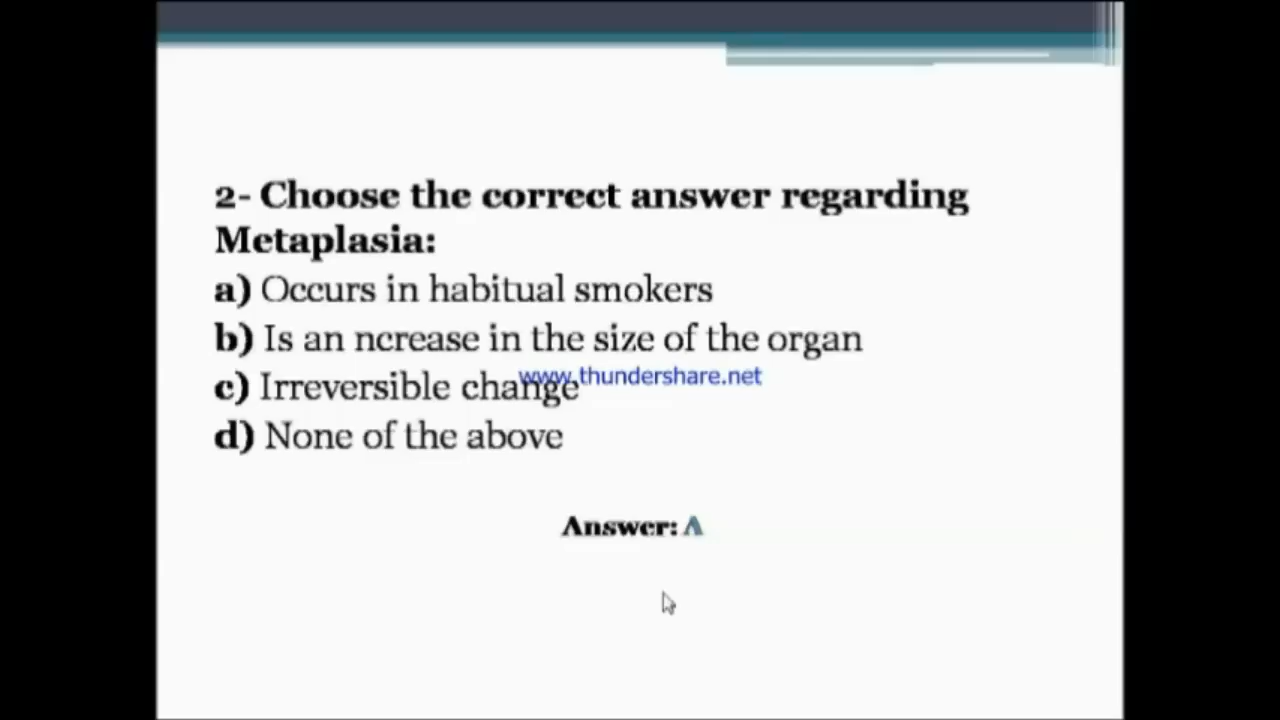 2- Choose the correct answer regarding
Metaplasia:
a) Occurs in habitual smokers
b) Is an ncrease in the size of the organ
www.thundershare.net
c) Irreversible change
d) None of the above
Answer: A